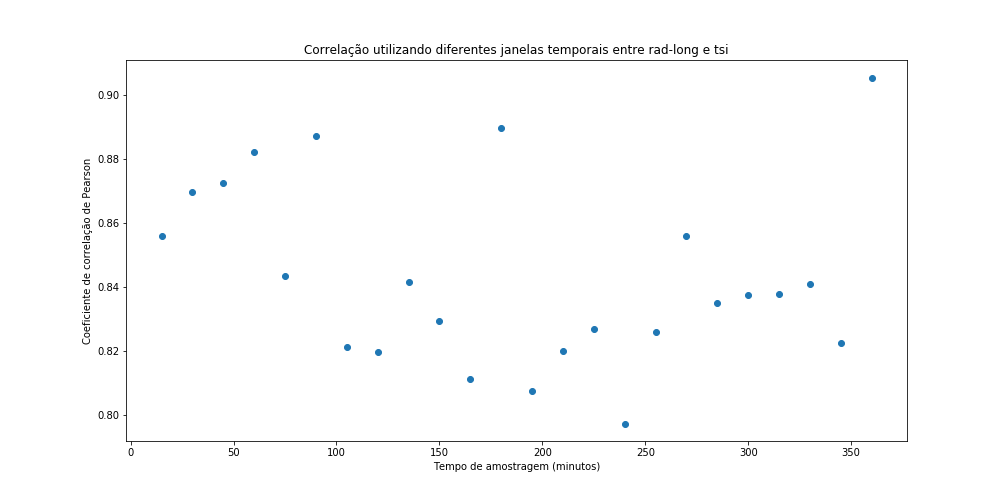 Correlação utilizando diferentes janelas temporais entre rad-long e tsi
Coeficiente de correlação de Pearson
0.90
0.88
0.86
0.84
0.82
0.80
0 50 100 150 200 250 300 350
Tempo de amostragem (minutos)